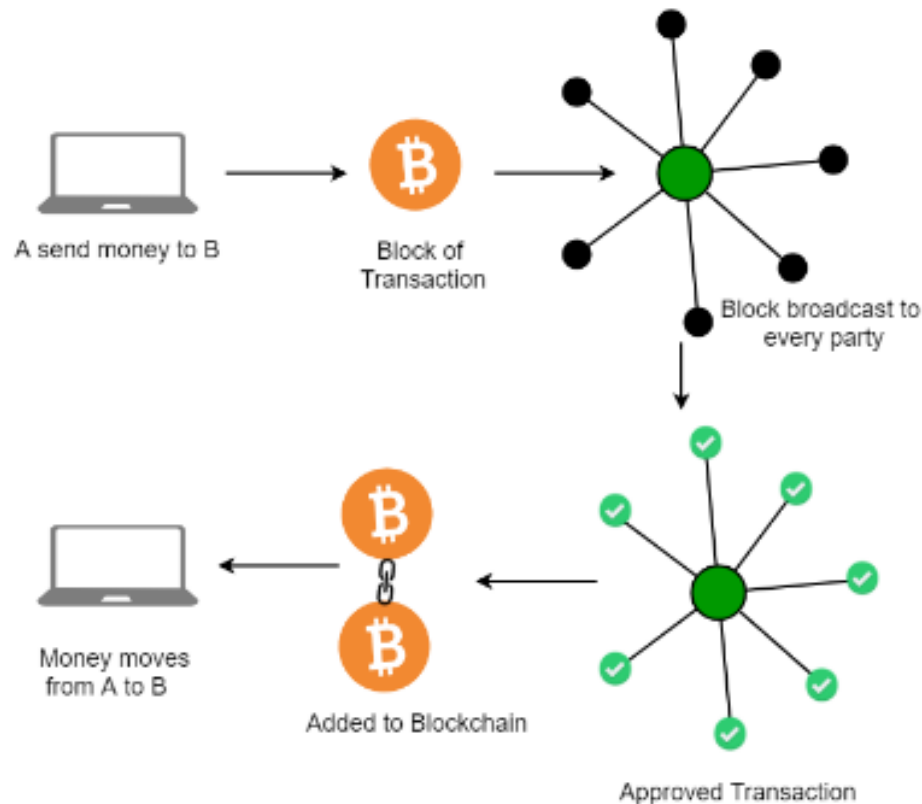 A send money to B
Block of
Transaction
Block broadcast to
every party
Money moves
from A to B
Added to Blockchain
Approved Transaction